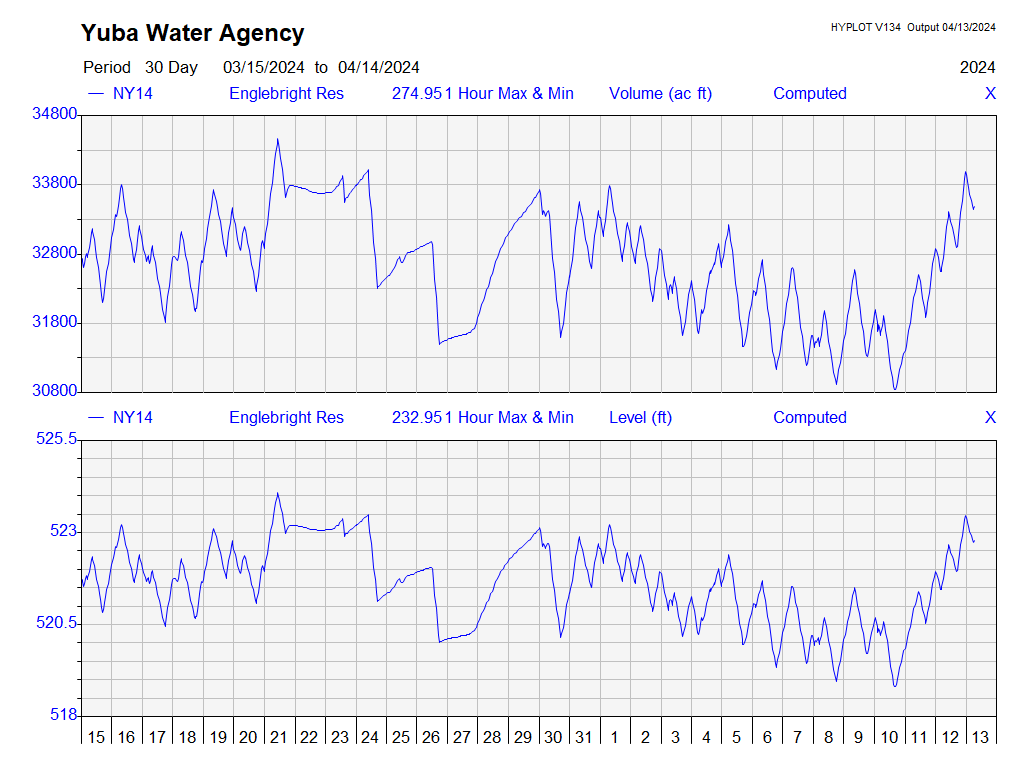 Yuba Water Agency
HYPLOT V134 Output 04/13/2024
Period 30 Day 03/15/2024 to 04/14/2024
2024
NY14 Englebright Res 274.951 Hour Max & Min Volume (ac ft) Computed X
34800
33800
32800
31800
30800
NY14 Englebright Res 232.951 Hour Max & Min Level (ft) Computed X
525.5
523
520.5
518
15 16 17 18 19 20 21 22 23 24 25 26 27 28 29 30 31 1 2 3 4 5 6 7 8 9 10 11 12 13